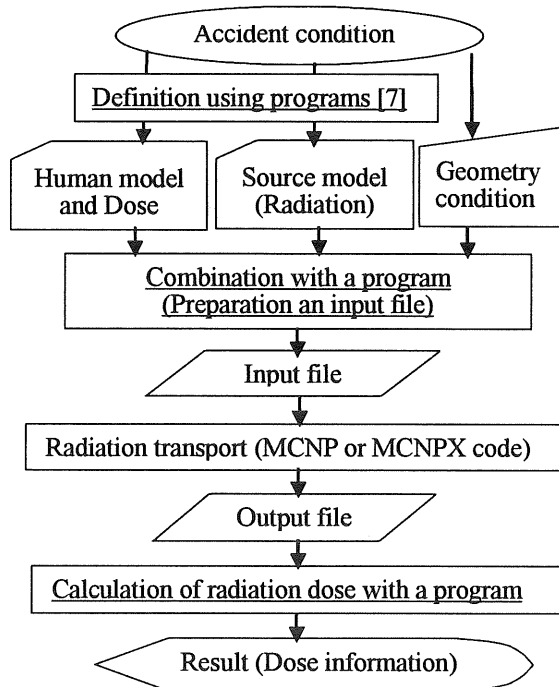 Accident condition
Definition using programs [7]
Human model
and Dose
Source model
(Radiation)
Geometry
condition
Combination with a program
(Preparation an input file)
Input file
Radiation transport (MCNP or MCNPX code)
Output file
Calculation of radiation dose with a program
Result (Dose information)